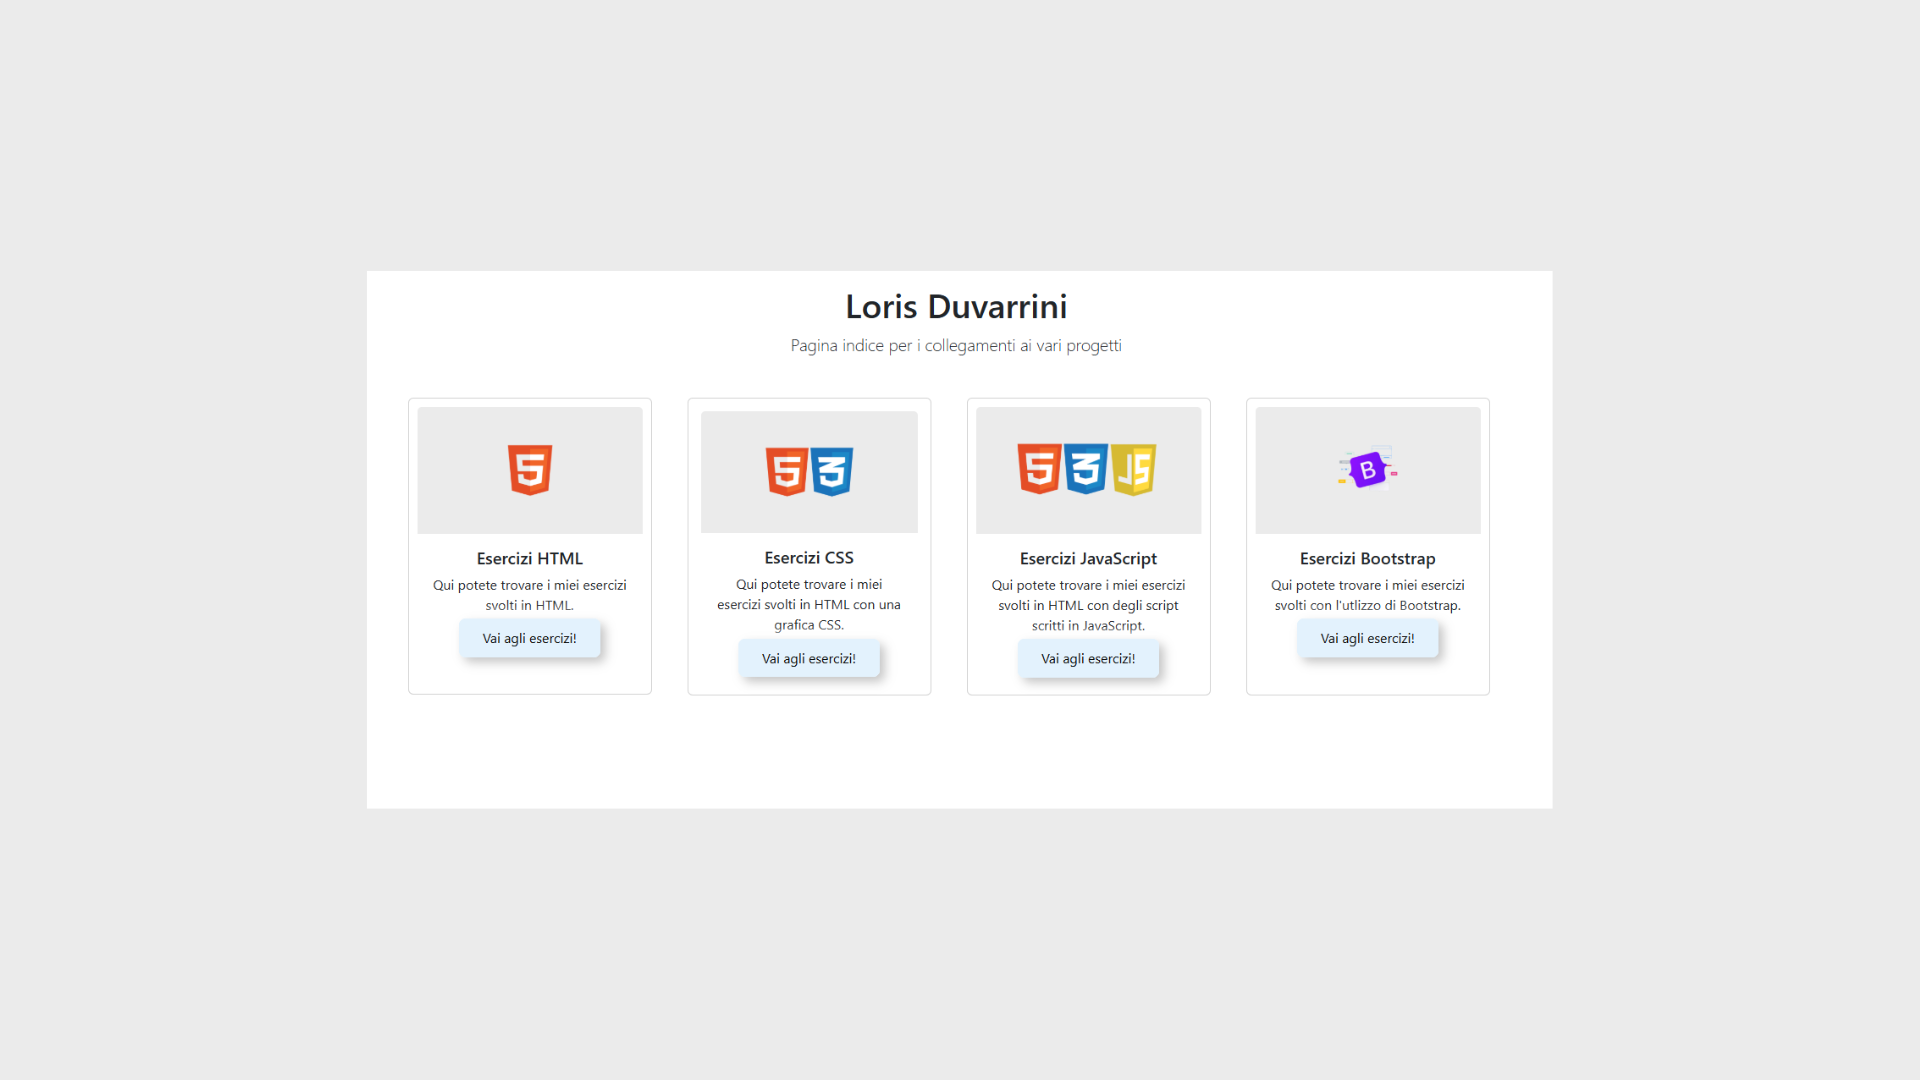 Loris Duvarrini
Pagina indice per i collegamenti ai vari progetti
5
5 3
5 3 JS
B
Esercizi HTML
Qui potete trovare i miei esercizi
svolti in HTML.
Vai agli esercizi!
Esercizi CSS
Qui potete trovare i miei
esercizi svolti in HTML con una
grafica CSS.
Vai agli esercizi!
Esercizi JavaScript
Qui potete trovare i miei esercizi
svolti in HTML con degli script
scritti in JavaScript.
Vai agli esercizi!
Esercizi Bootstrap
Qui potete trovare i miei esercizi
svolti con l'utlizzo di Bootstrap.
Vai agli esercizi!